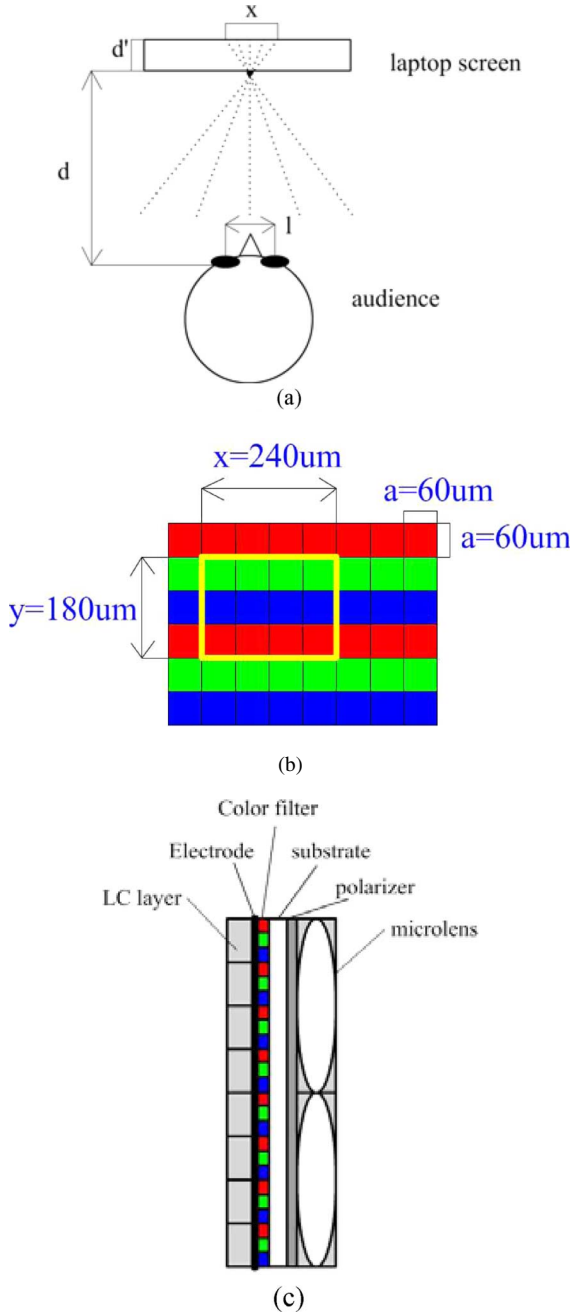 x
d'
laptop screen
d
l
audience
(a)
x=240um
a=60um
a=60um
y=180um
(b)
Color filter
Electrode
substrate
polarizer
LC layer
microlens
(c)